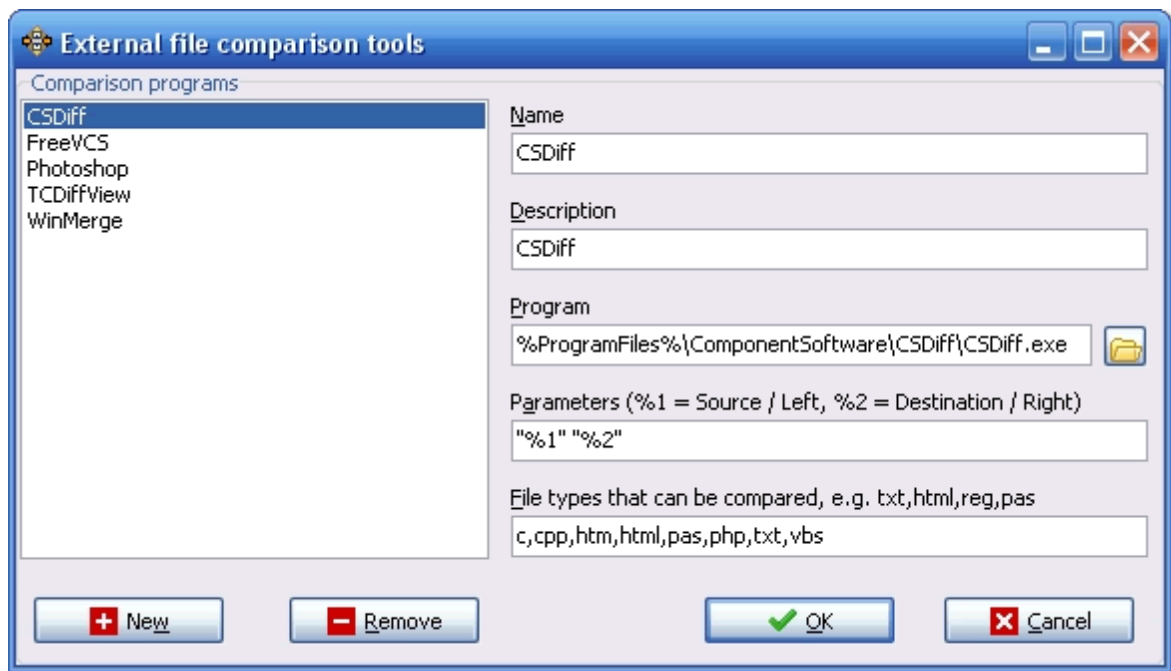 External file comparison tools
Comparison programs
CSDiff
FreeVCS
Photoshop
TCDiffView
WinMerge
Name
CSDiff
Description
CSDiff
Program
%ProgramFiles%\ComponentSoftware\CSDiff\CSDiff.exe
Parameters (%1 = Source / Left, %2 = Destination / Right)
"%1" "%2"
File types that can be compared, e.g. txt,html,reg,pas
c,cpp,htm,html,pas,php,txt,vbs
New Remove OK Cancel